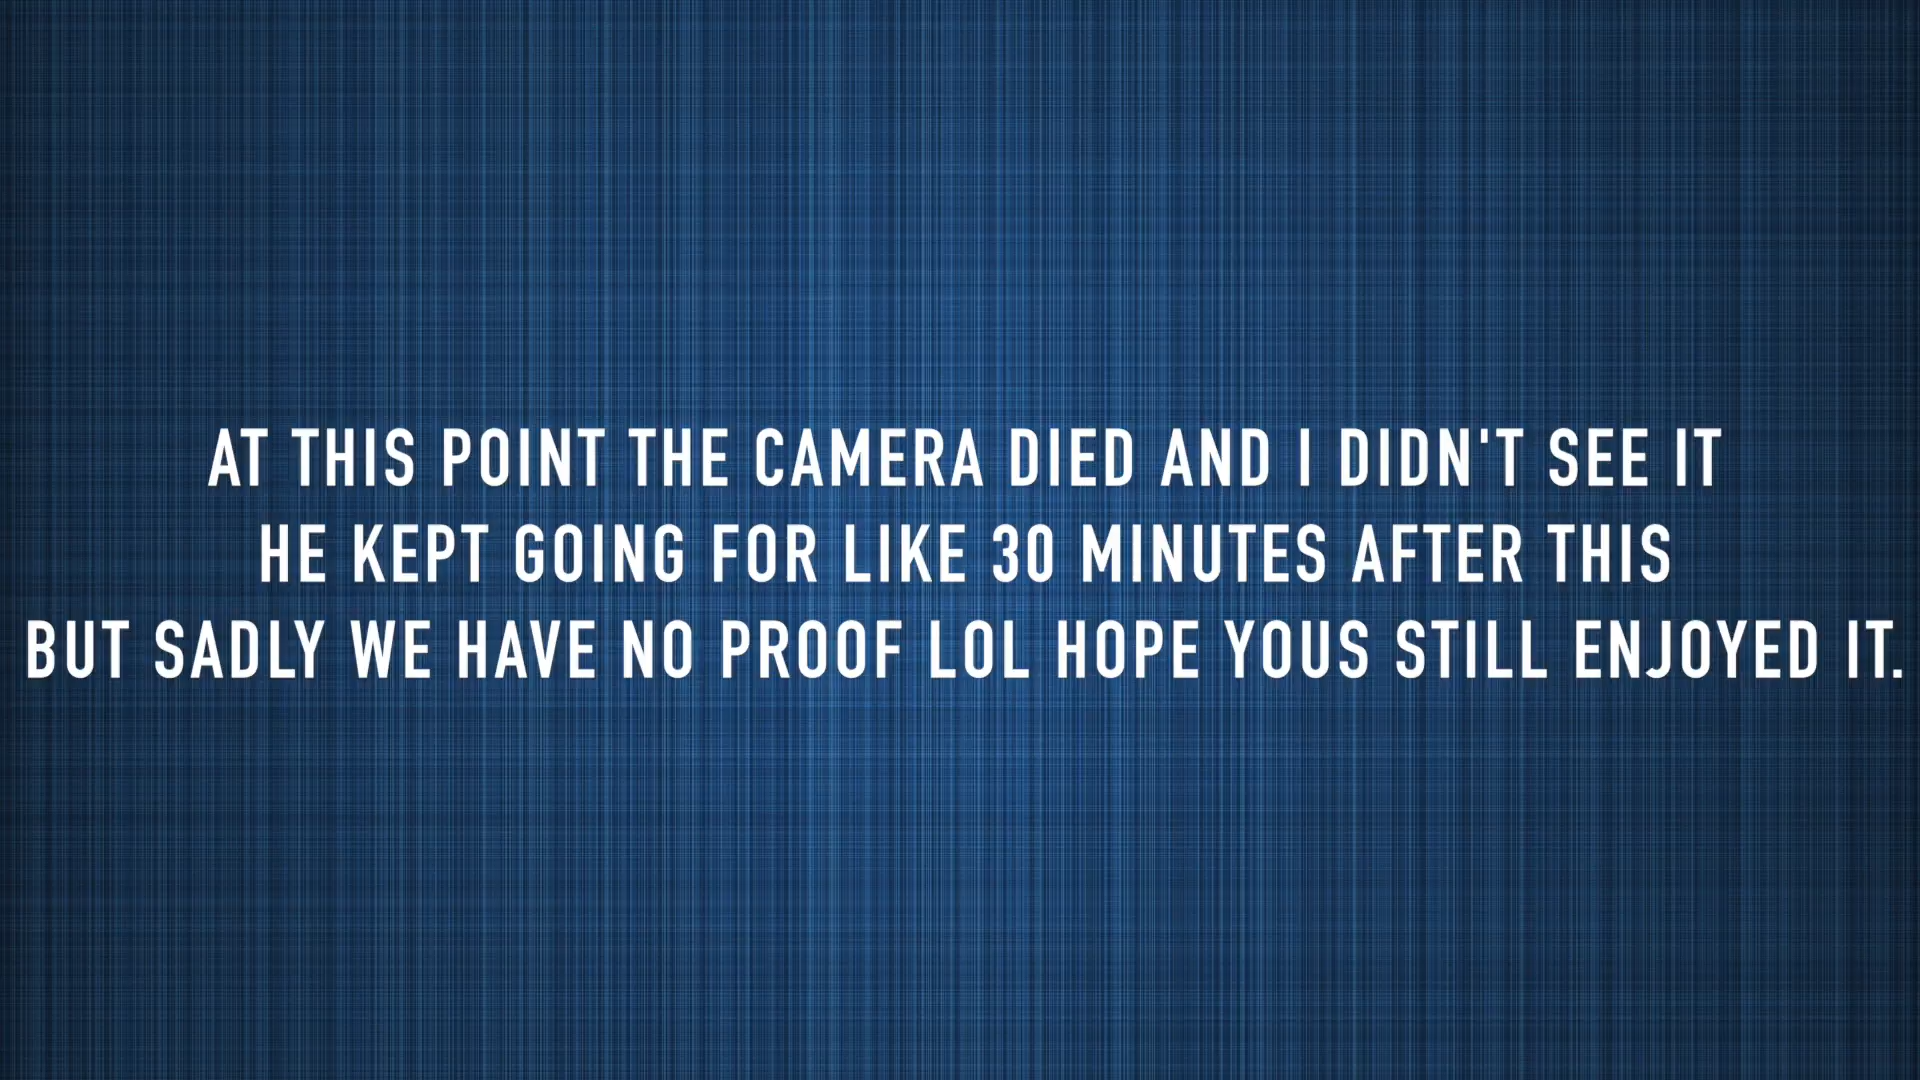 AT THIS POINT THE CAMERA DIED AND I DIDN'T SEE IT
HE KEPT GOING FOR LIKE 30 MINUTES AFTER THIS
BUT SADLY WE HAVE NO PROOF LOL HOPE YOUS STILL ENJOYED IT.